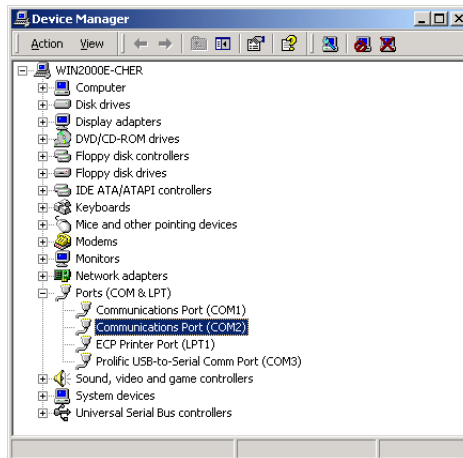 Device Manager
Action View
WIN2000E-CHER
Computer
Disk drives
Display adapters
DVD/CD-ROM drives
Floppy disk controllers
Floppy disk drives
IDE ATA/ATAPI controllers
Keyboards
Mice and other pointing devices
Modems
Monitors
Network adapters
Ports (COM & LPT)
Communications Port (COM1)
Communications Port (COM2)
ECP Printer Port (LPT1)
Prolific USB-to-Serial Comm Port (COM3)
Sound, video and game controllers
System devices
Universal Serial Bus controllers